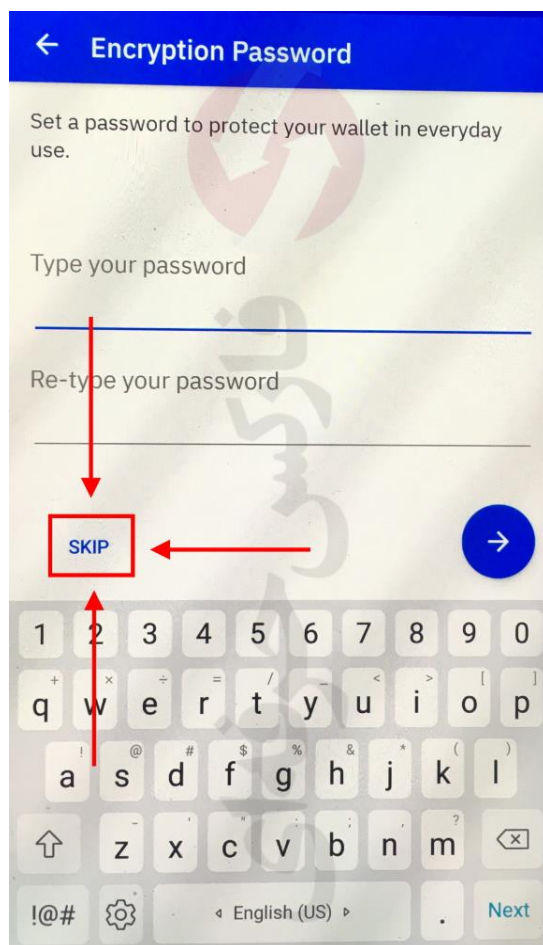 Encryption Password
Set a password to protect your wallet in everyday
use.
Type your password
Re-type your password
SKIP
1 2 3 4 5 6 7 8 9 0
+ × ÷ = / _ < > [ ]
q w e r t y u i o p
! @ # $ % & * ( )
a s d f g h j k l
- ' " : ; , ?
z x c v b n m
!@# English (US) . Next